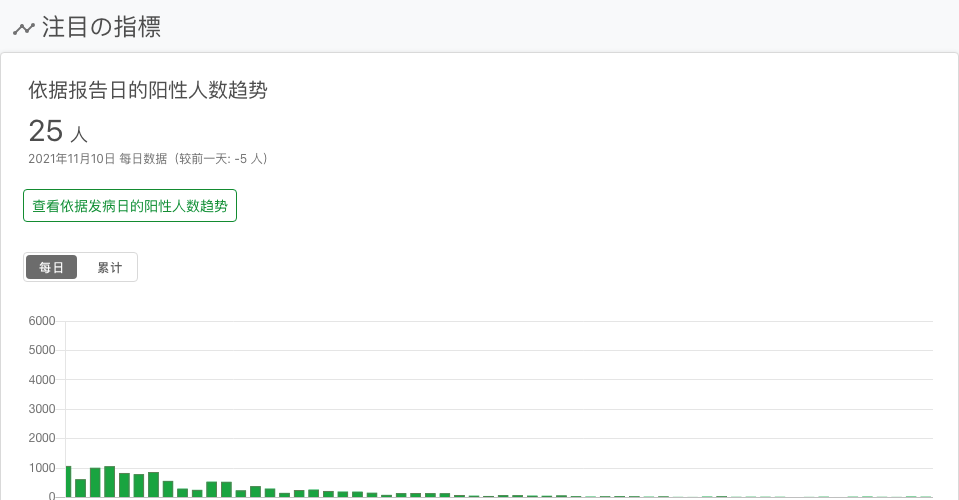 注目の指標
依据报告日的阳性人数趋势
25 人
2021年11月10日 每日数据（较前一天: -5 人）
查看依据发病日的阳性人数趋势
每日 累计
6000
5000
4000
3000
2000
1000
0